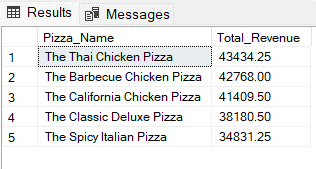 Results Messages
Pizza_Name Total_Revenue
1 The Thai Chicken Pizza 43434.25
2 The Barbecue Chicken Pizza 42768.00
3 The California Chicken Pizza 41409.50
4 The Classic Deluxe Pizza 38180.50
5 The Spicy Italian Pizza 34831.25